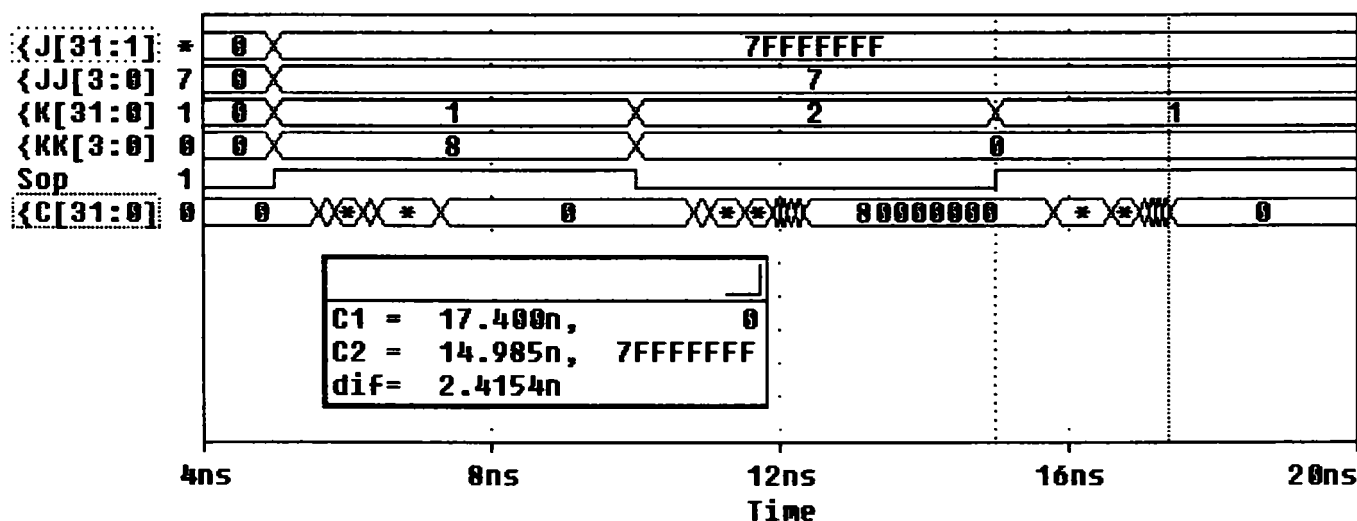 {J[31:1] * 0 7FFFFFFF
{JJ[3:0] 7 0 7
{K[31:0] 1 0 1 2 1
{KK[3:0] 0 0 8 0
Sop 1
{C[31:0] 0 0 * * 0 * * 80000000 * * 0
C1 = 17.400n, 0
C2 = 14.985n, 7FFFFFFF
dif= 2.4154n
4ns 8ns 12ns 16ns 20ns
Time